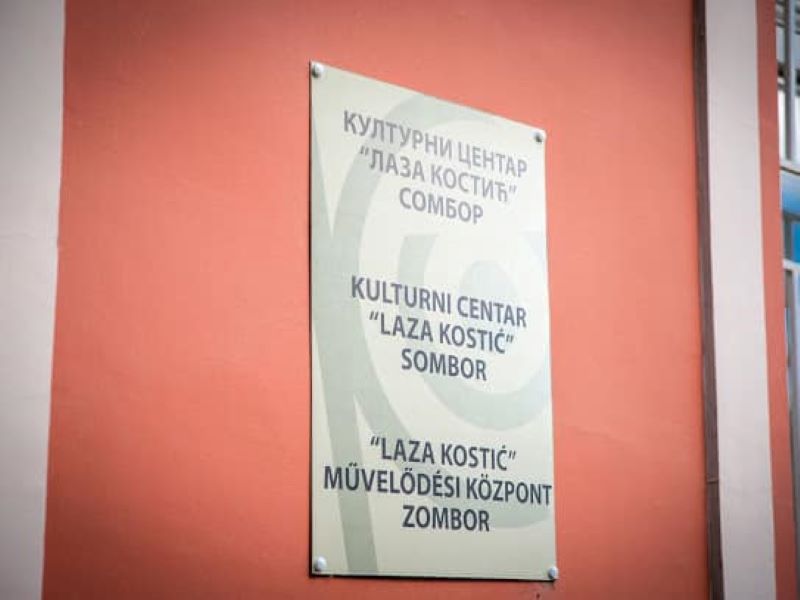 КУЛТУРНИ ЦЕНТАР
“ЛАЗА КОСТИЋ”
СОМБОР
KULTURNI CENTAR
“LAZA KOSTIĆ”
SOMBOR
“LAZA KOSTIĆ”
MŰVELŐDÉSI KÖZPONT
ZOMBOR